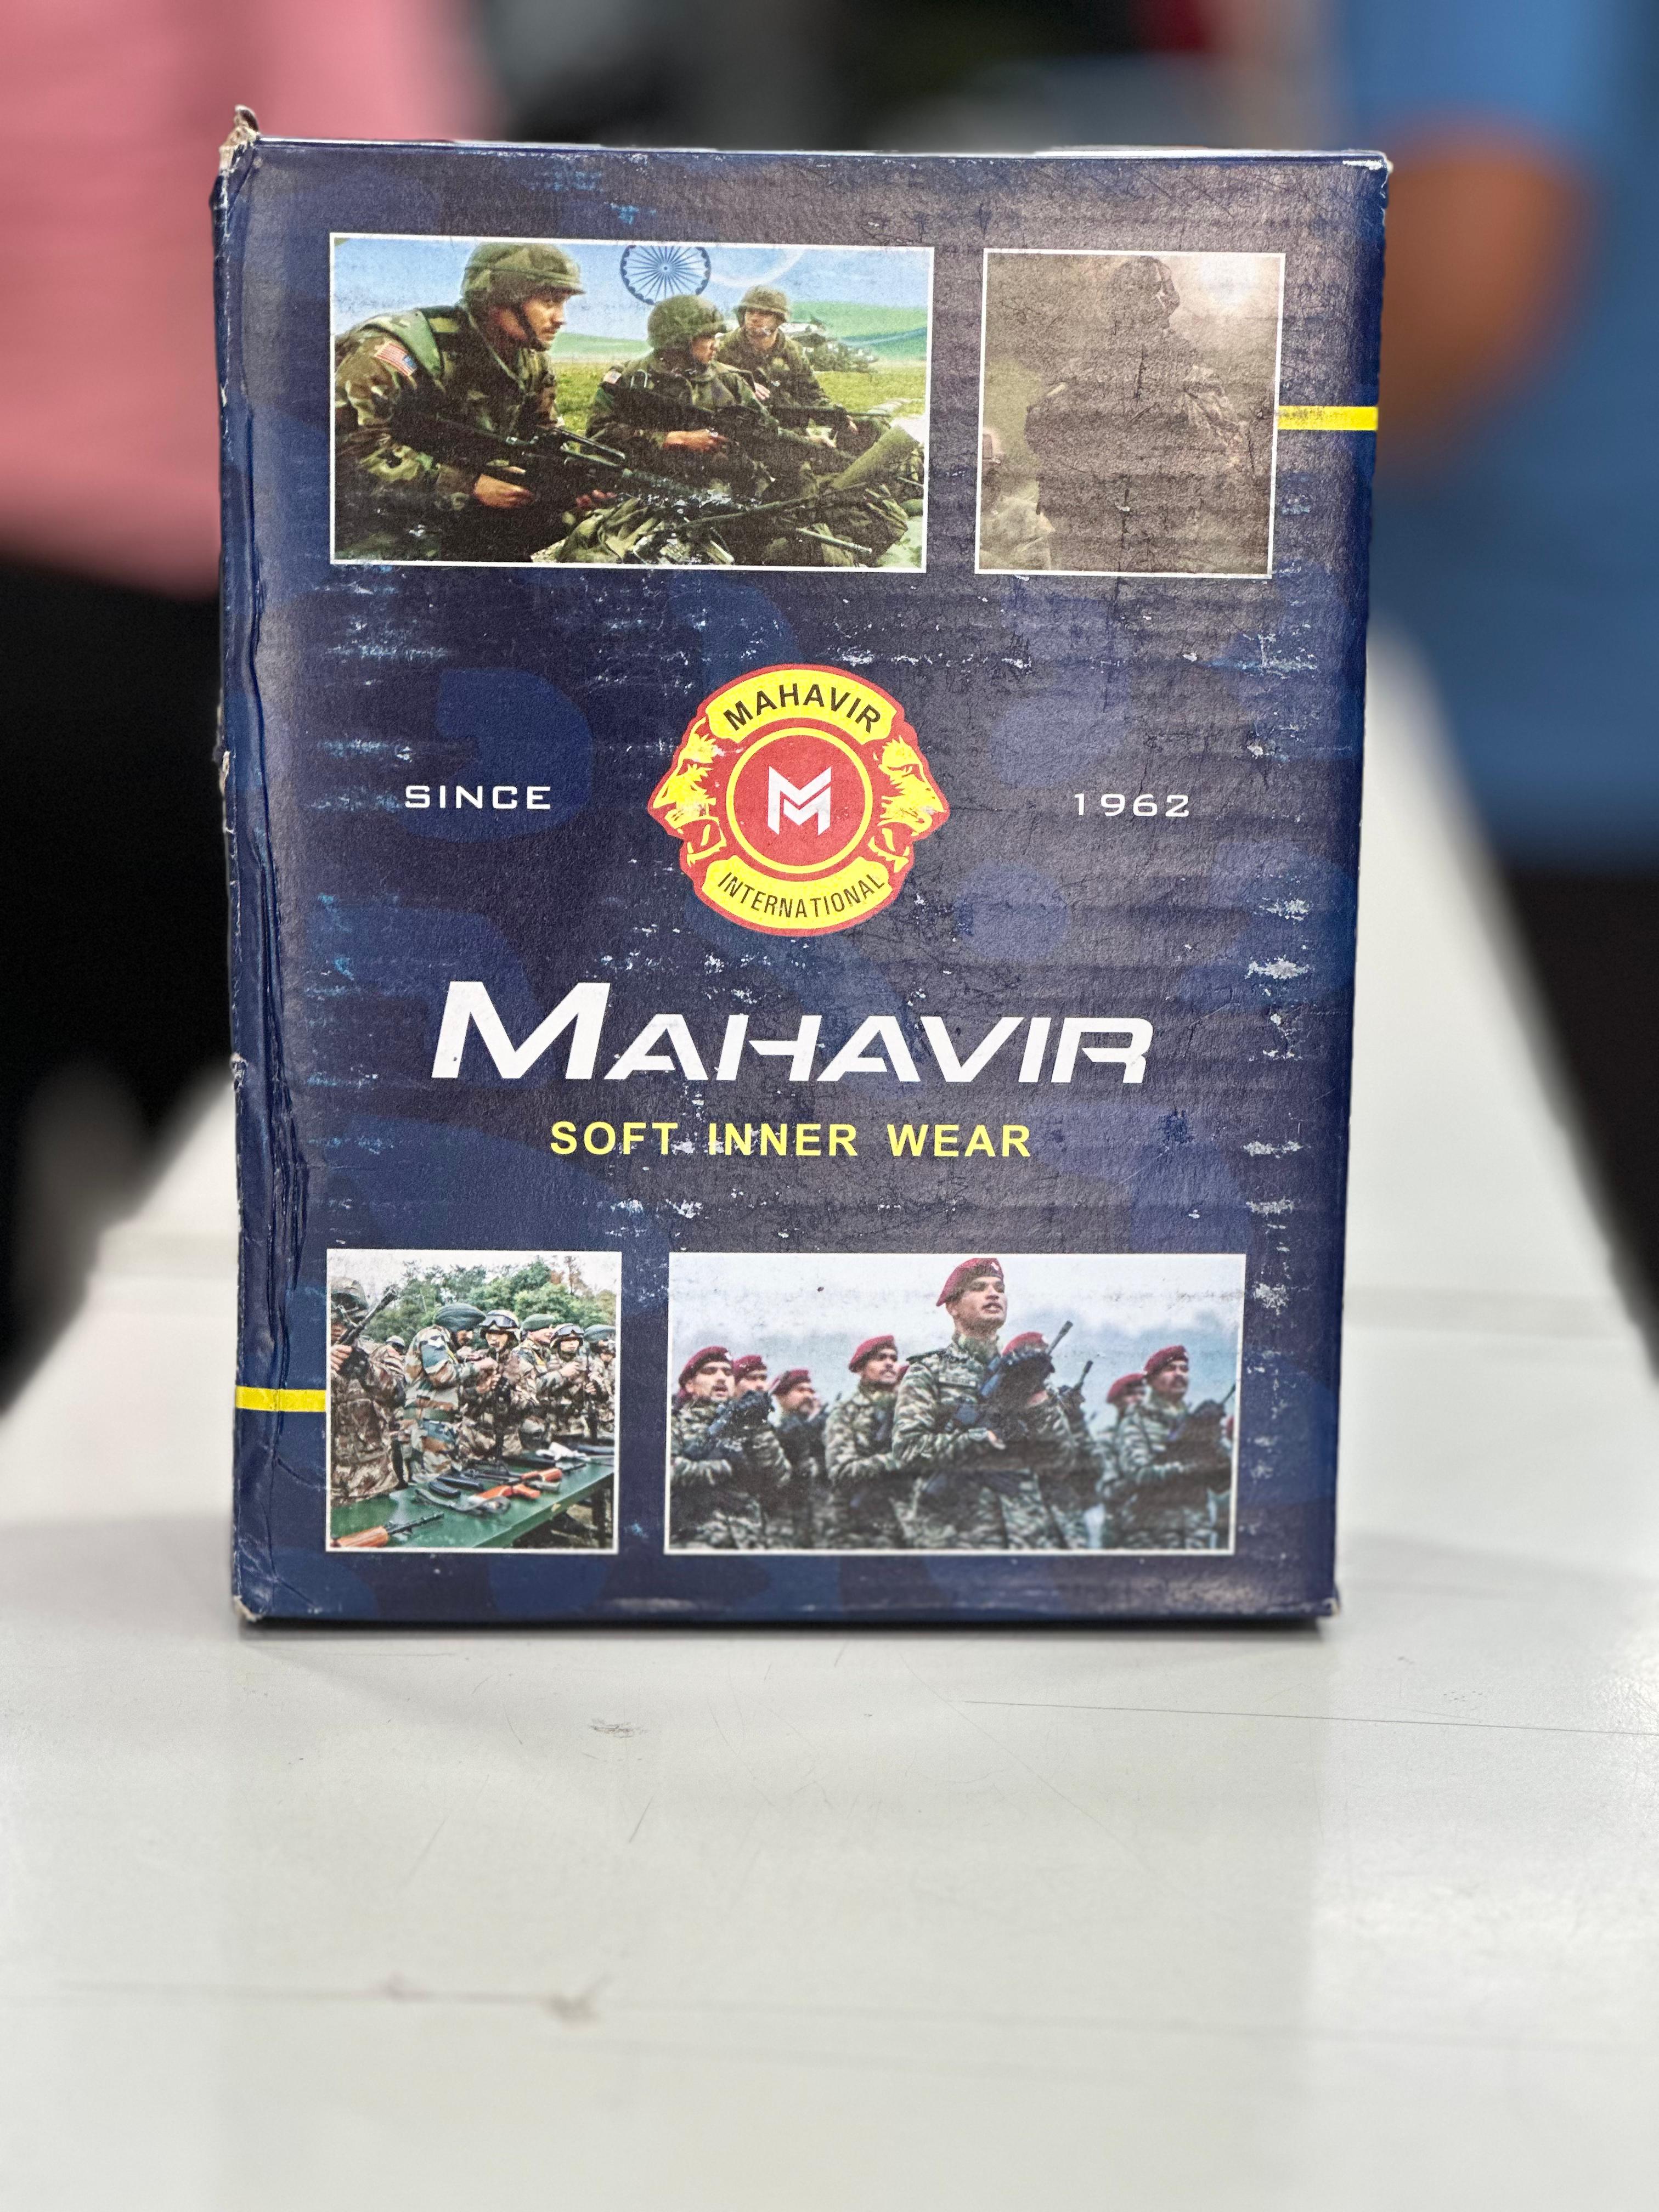 MAHAVIR
SINCE
M
1962
INTERNATIONAL
MAHAVIR
SOFT INNER WEAR